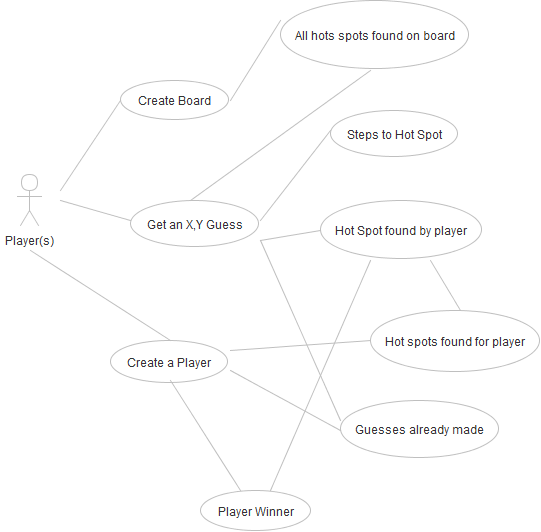 All hots spots found on board
Create Board
Steps to Hot Spot
Player(s)
Get an X,Y Guess
Hot Spot found by player
Hot spots found for player
Create a Player
Guesses already made
Player Winner